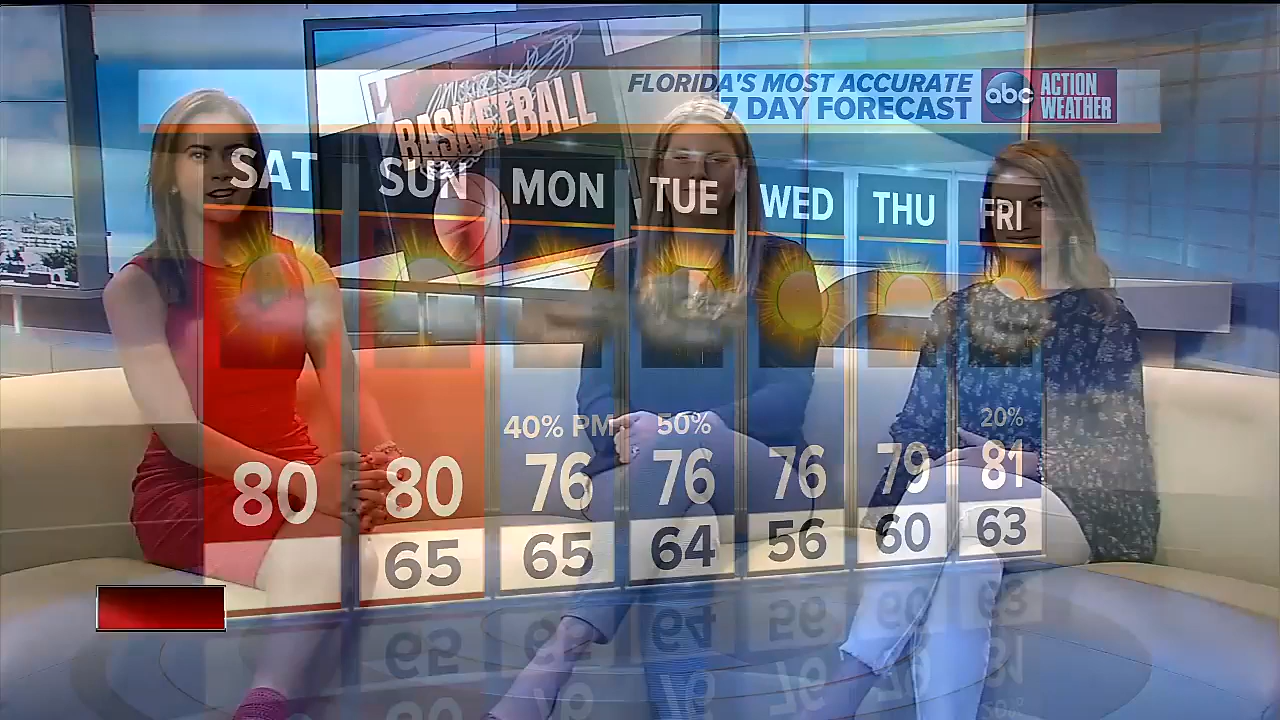 FLORIDA'S MOST ACCURATE
7 DAY FORECAST
abc
ACTION
WEATHER
BASKETBALL
SAT
SUN
MON
TUE
WED
THU
FRI
40% PM
50%
20%
80
80
76
76
76
79
81
65
65
64
56
60
63